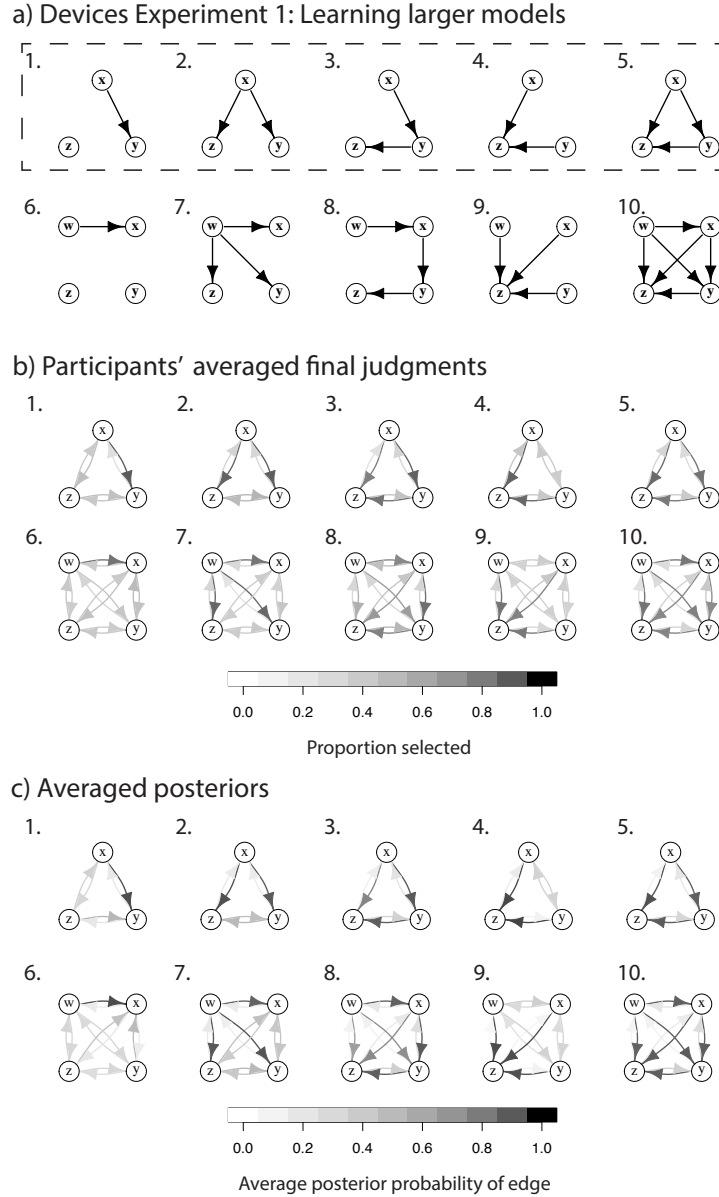 a) Devices Experiment 1: Learning larger models
1. 2. 3. 4. 5.
x x x x x
z y z y z y z y z y
6. 7. 8. 9. 10.
w x w x w x w x w x
z y z y z y z y z y
b) Participants' averaged final judgments
1. 2. 3. 4. 5.
x x x x x
z y z y z y z y z y
6. 7. 8. 9. 10.
w x w x w x w x w x
z y z y z y z y z y
0.0 0.2 0.4 0.6 0.8 1.0
Proportion selected
c) Averaged posteriors
1. 2. 3. 4. 5.
x x x x x
z y z y z y z y z y
6. 7. 8. 9. 10.
w x w x w x w x w x
z y z y z y z y z y
0.0 0.2 0.4 0.6 0.8 1.0
Average posterior probability of edge